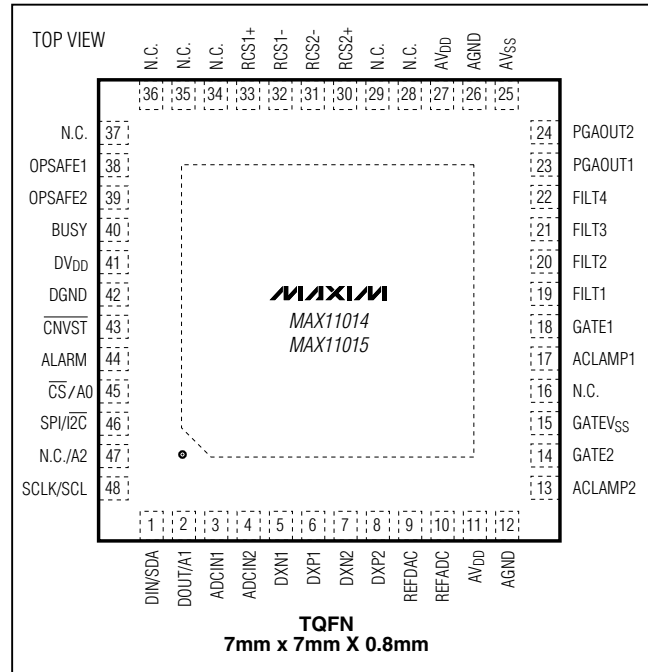 TOP VIEW
N.C.
N.C.
N.C.
RCS1+
RCS1-
RCS2-
RCS2+
N.C.
N.C.
AVDD
AGND
AVSS
36 35 34 33 32 31 30 29 28 27 26 25
N.C. 37
OPSAFE1 38
OPSAFE2 39
BUSY 40
DVDD 41
DGND 42
CNVST 43
ALARM 44
CS/A0 45
SPI/I2C 46
N.C./A2 47
SCLK/SCL 48
MAXIM
MAX11014
MAX11015
24 PGAOUT2
23 PGAOUT1
22 FILT4
21 FILT3
20 FILT2
19 FILT1
18 GATE1
17 ACLAMP1
16 N.C.
15 GATEVSS
14 GATE2
13 ACLAMP2
1 2 3 4 5 6 7 8 9 10 11 12
DIN/SDA
DOUT/A1
ADCIN1
ADCIN2
DXN1
DXP1
DXN2
DXP2
REFDAC
REFADC
AVDD
AGND
TQFN
7mm x 7mm X 0.8mm